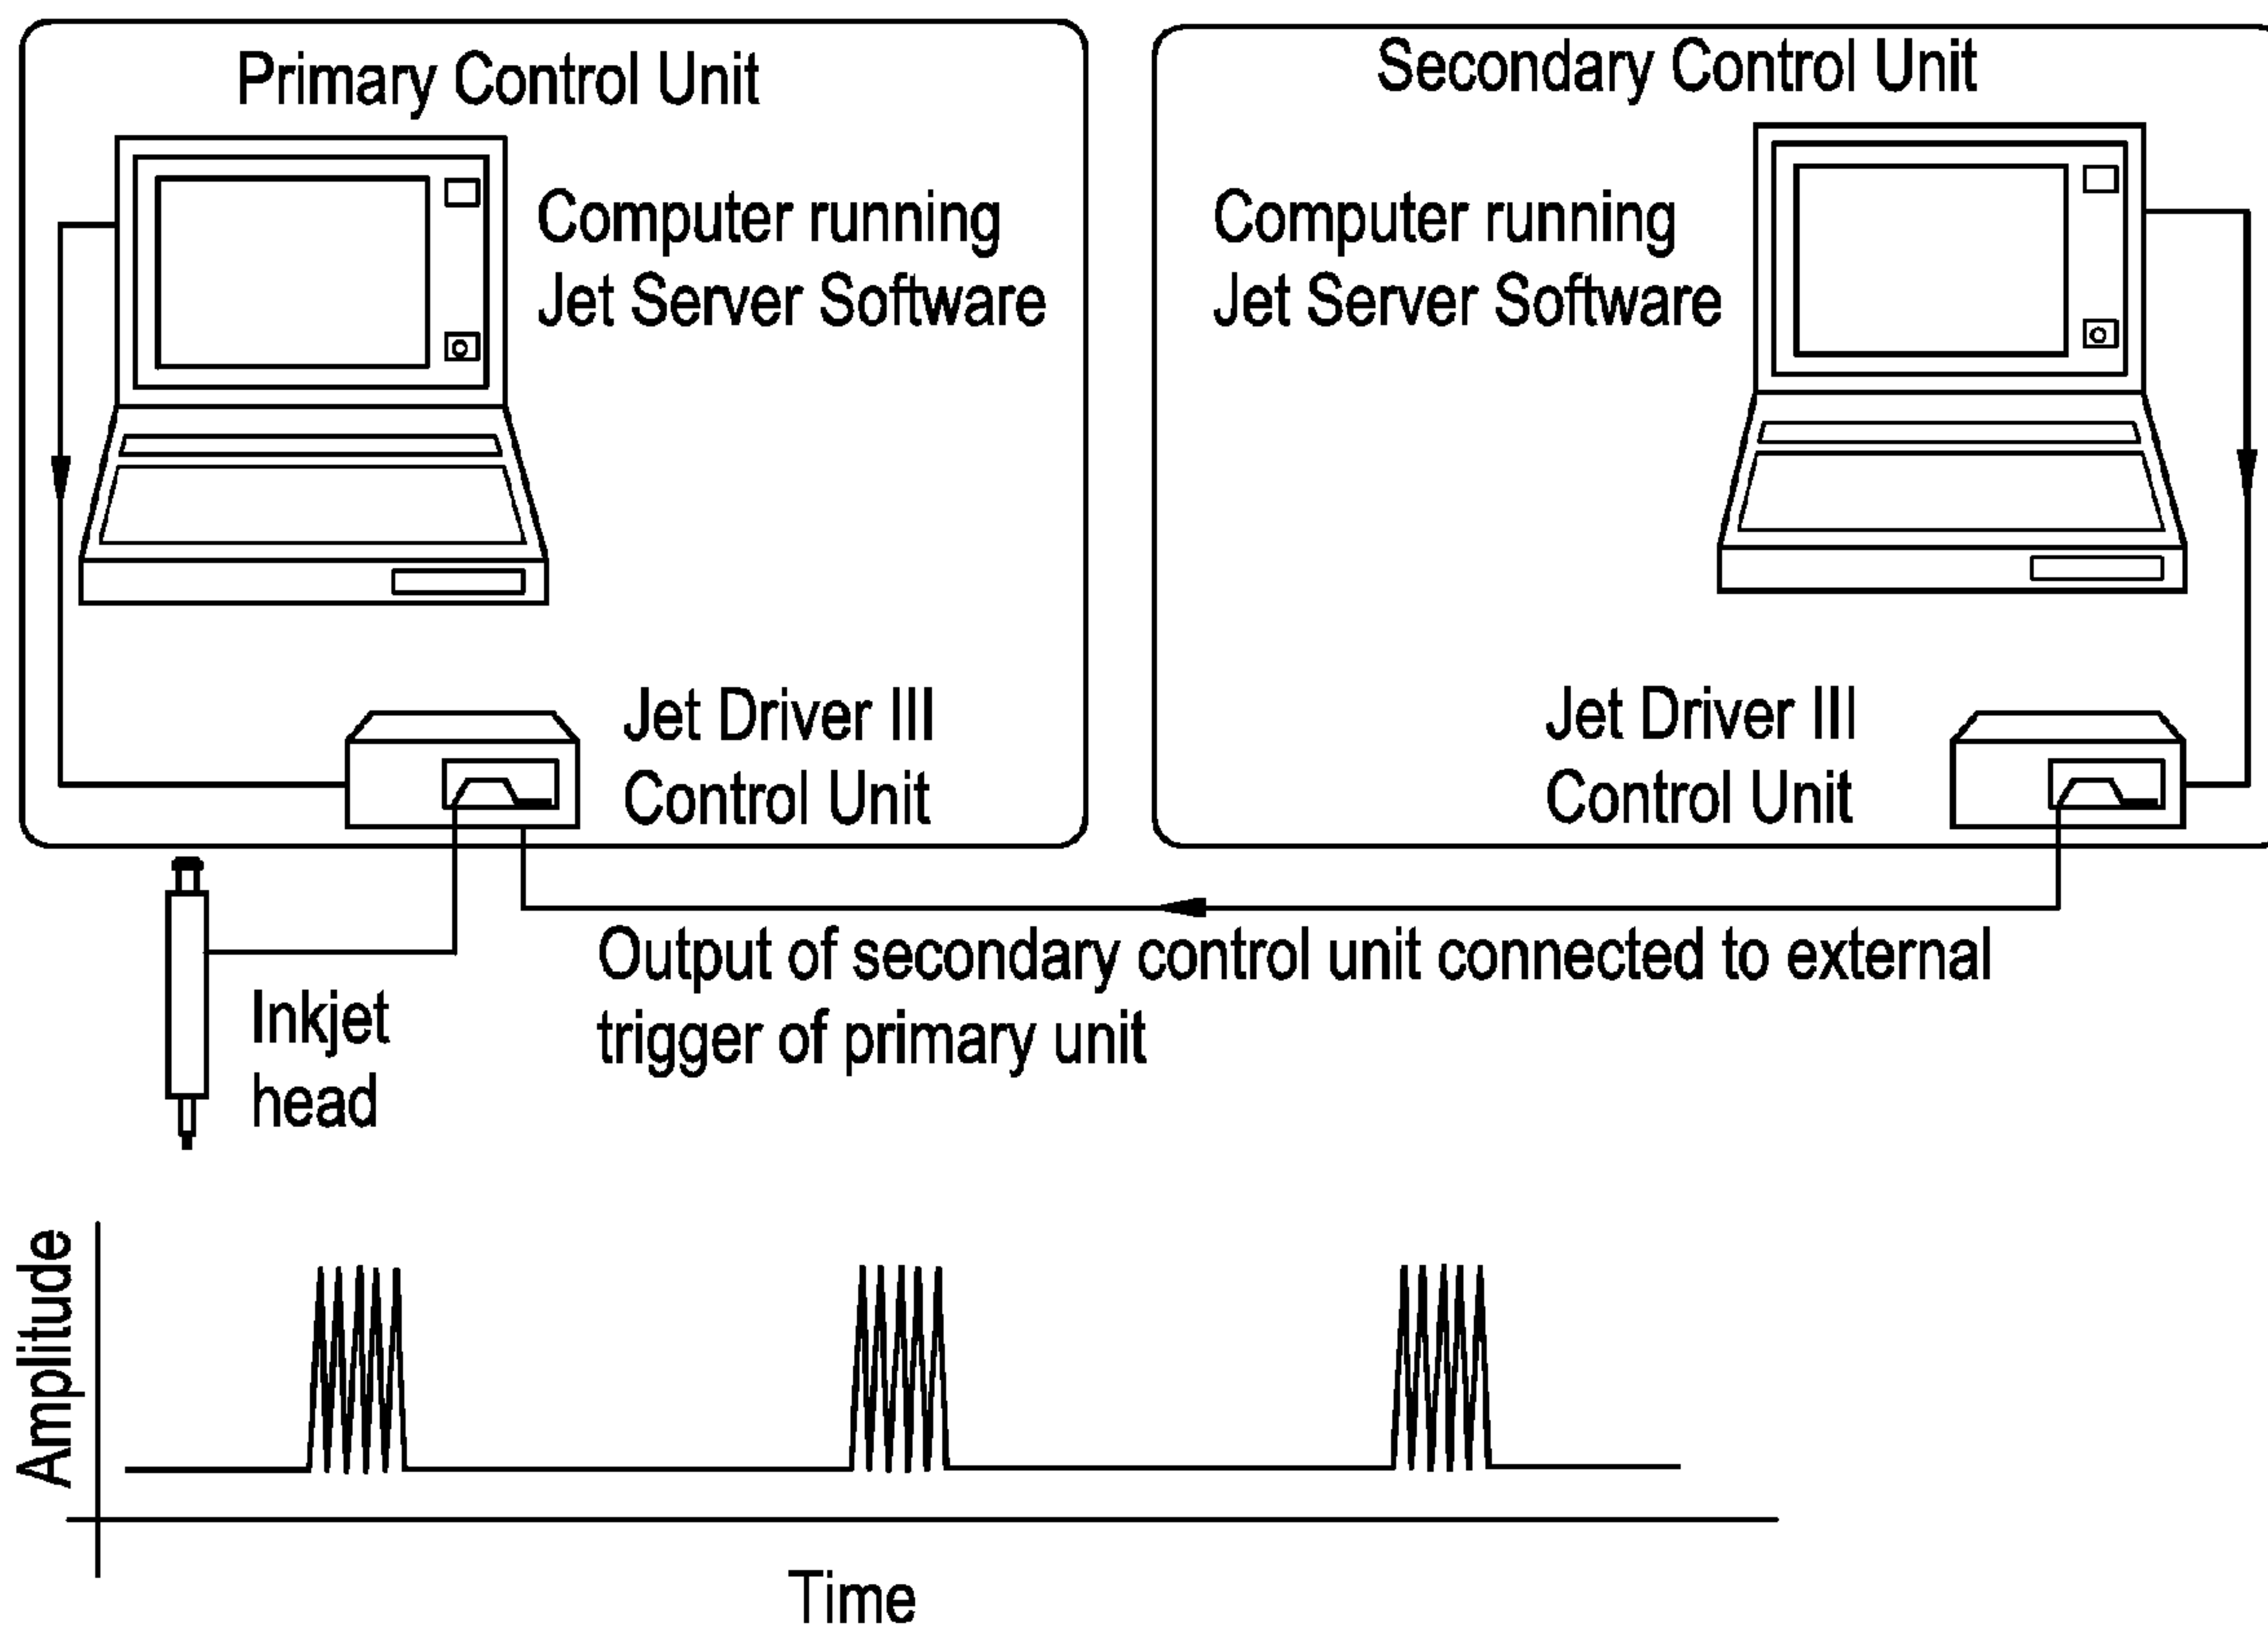 Primary Control Unit
Computer running
Jet Server Software
Jet Driver III
Control Unit
Secondary Control Unit
Computer running
Jet Server Software
Jet Driver III
Control Unit
Inkjet
head
Output of secondary control unit connected to external
trigger of primary unit
Amplitude
Time